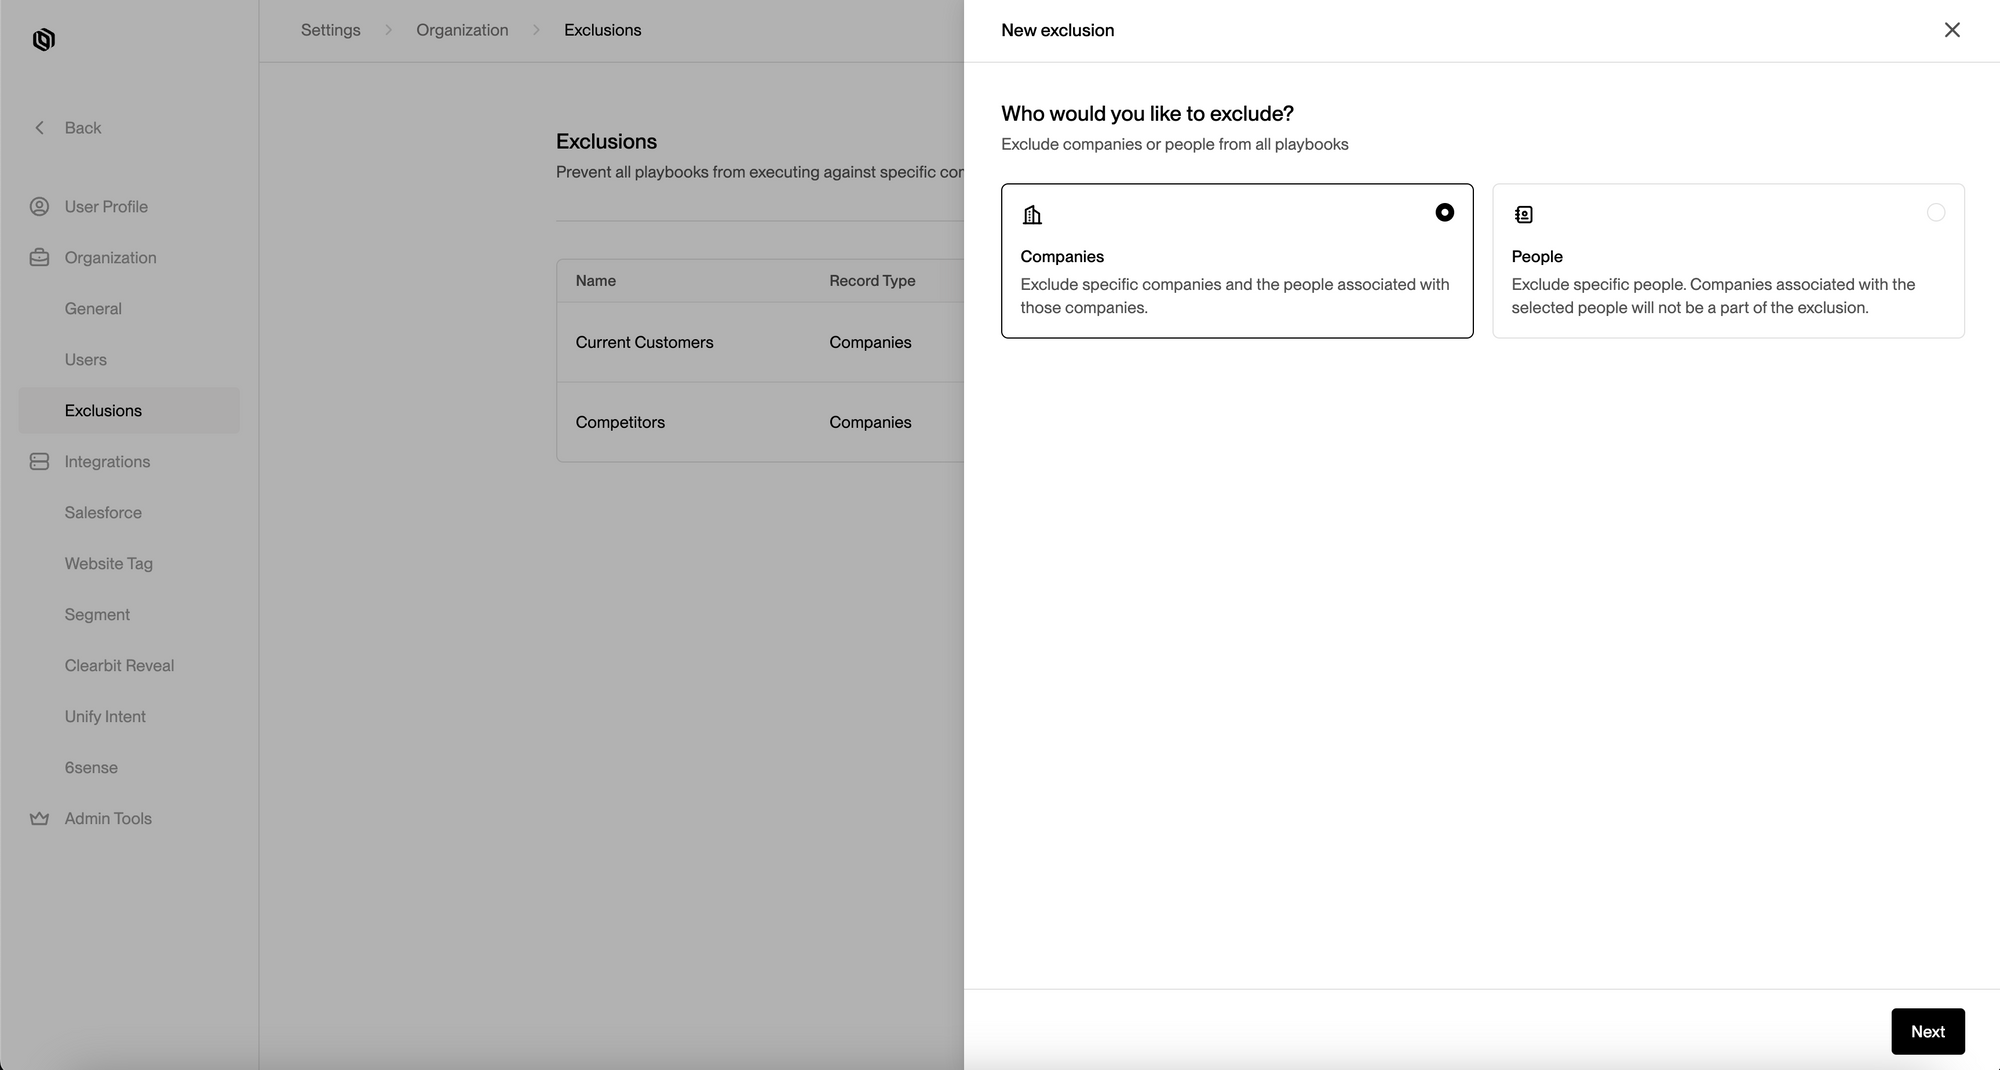 Settings
Organization
Exclusions
New exclusion
Back
User Profile
Organization
General
Users
Exclusions
Integrations
Salesforce
Website Tag
Segment
Clearbit Reveal
Unify Intent
6sense
Admin Tools
Exclusions
Prevent all playbooks from executing against specific con
Name Record Type
Current Customers Companies
Competitors Companies
Who would you like to exclude?
Exclude companies or people from all playbooks
Companies
Exclude specific companies and the people associated with
those companies.
People
Exclude specific people. Companies associated with the
selected people will not be a part of the exclusion.
Next